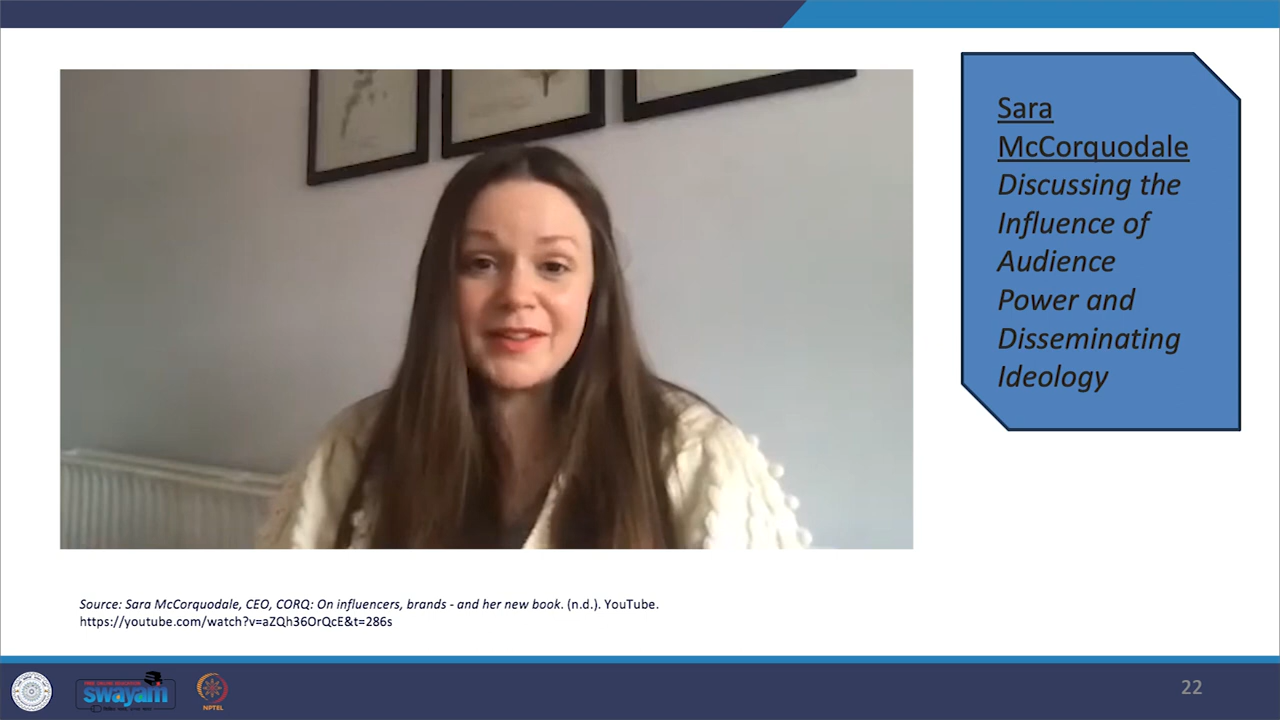 Sara
McCorquodale
Discussing the
Influence of
Audience
Power and
Disseminating
Ideology
Source: Sara McCorquodale, CEO, CORQ: On influencers, brands - and her new book. (n.d.). YouTube.
https://youtube.com/watch?v=aZQh36OrQcE&t=286s
swayam
NPTEL
22